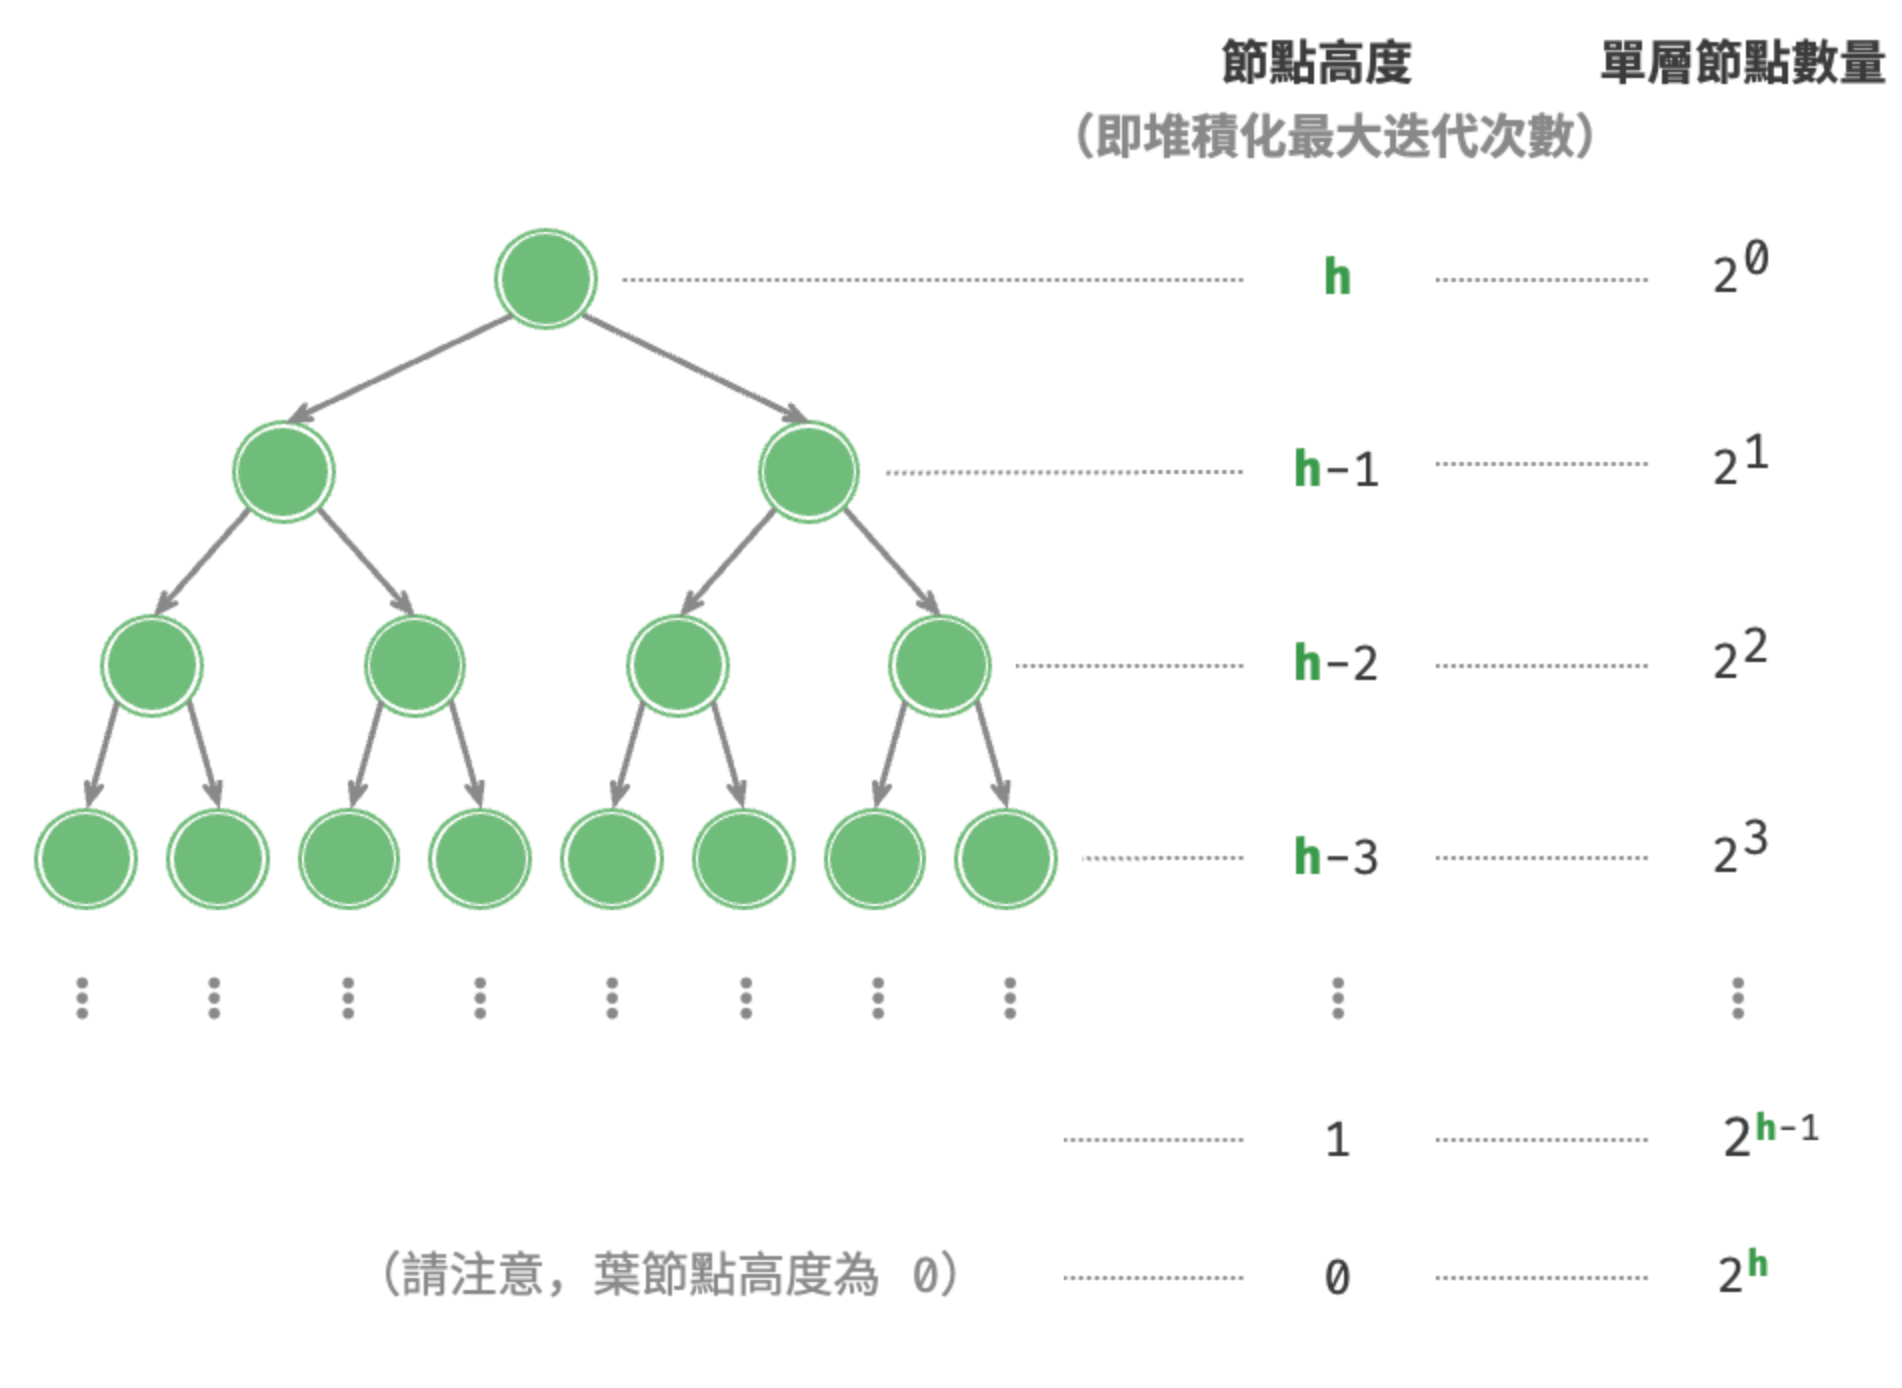 節點高度 單層節點數量
（即堆積化最大迭代次數）
h 2^0
h-1 2^1
h-2 2^2
h-3 2^3
1 2^h-1
（請注意，葉節點高度為 0） 0 2^h